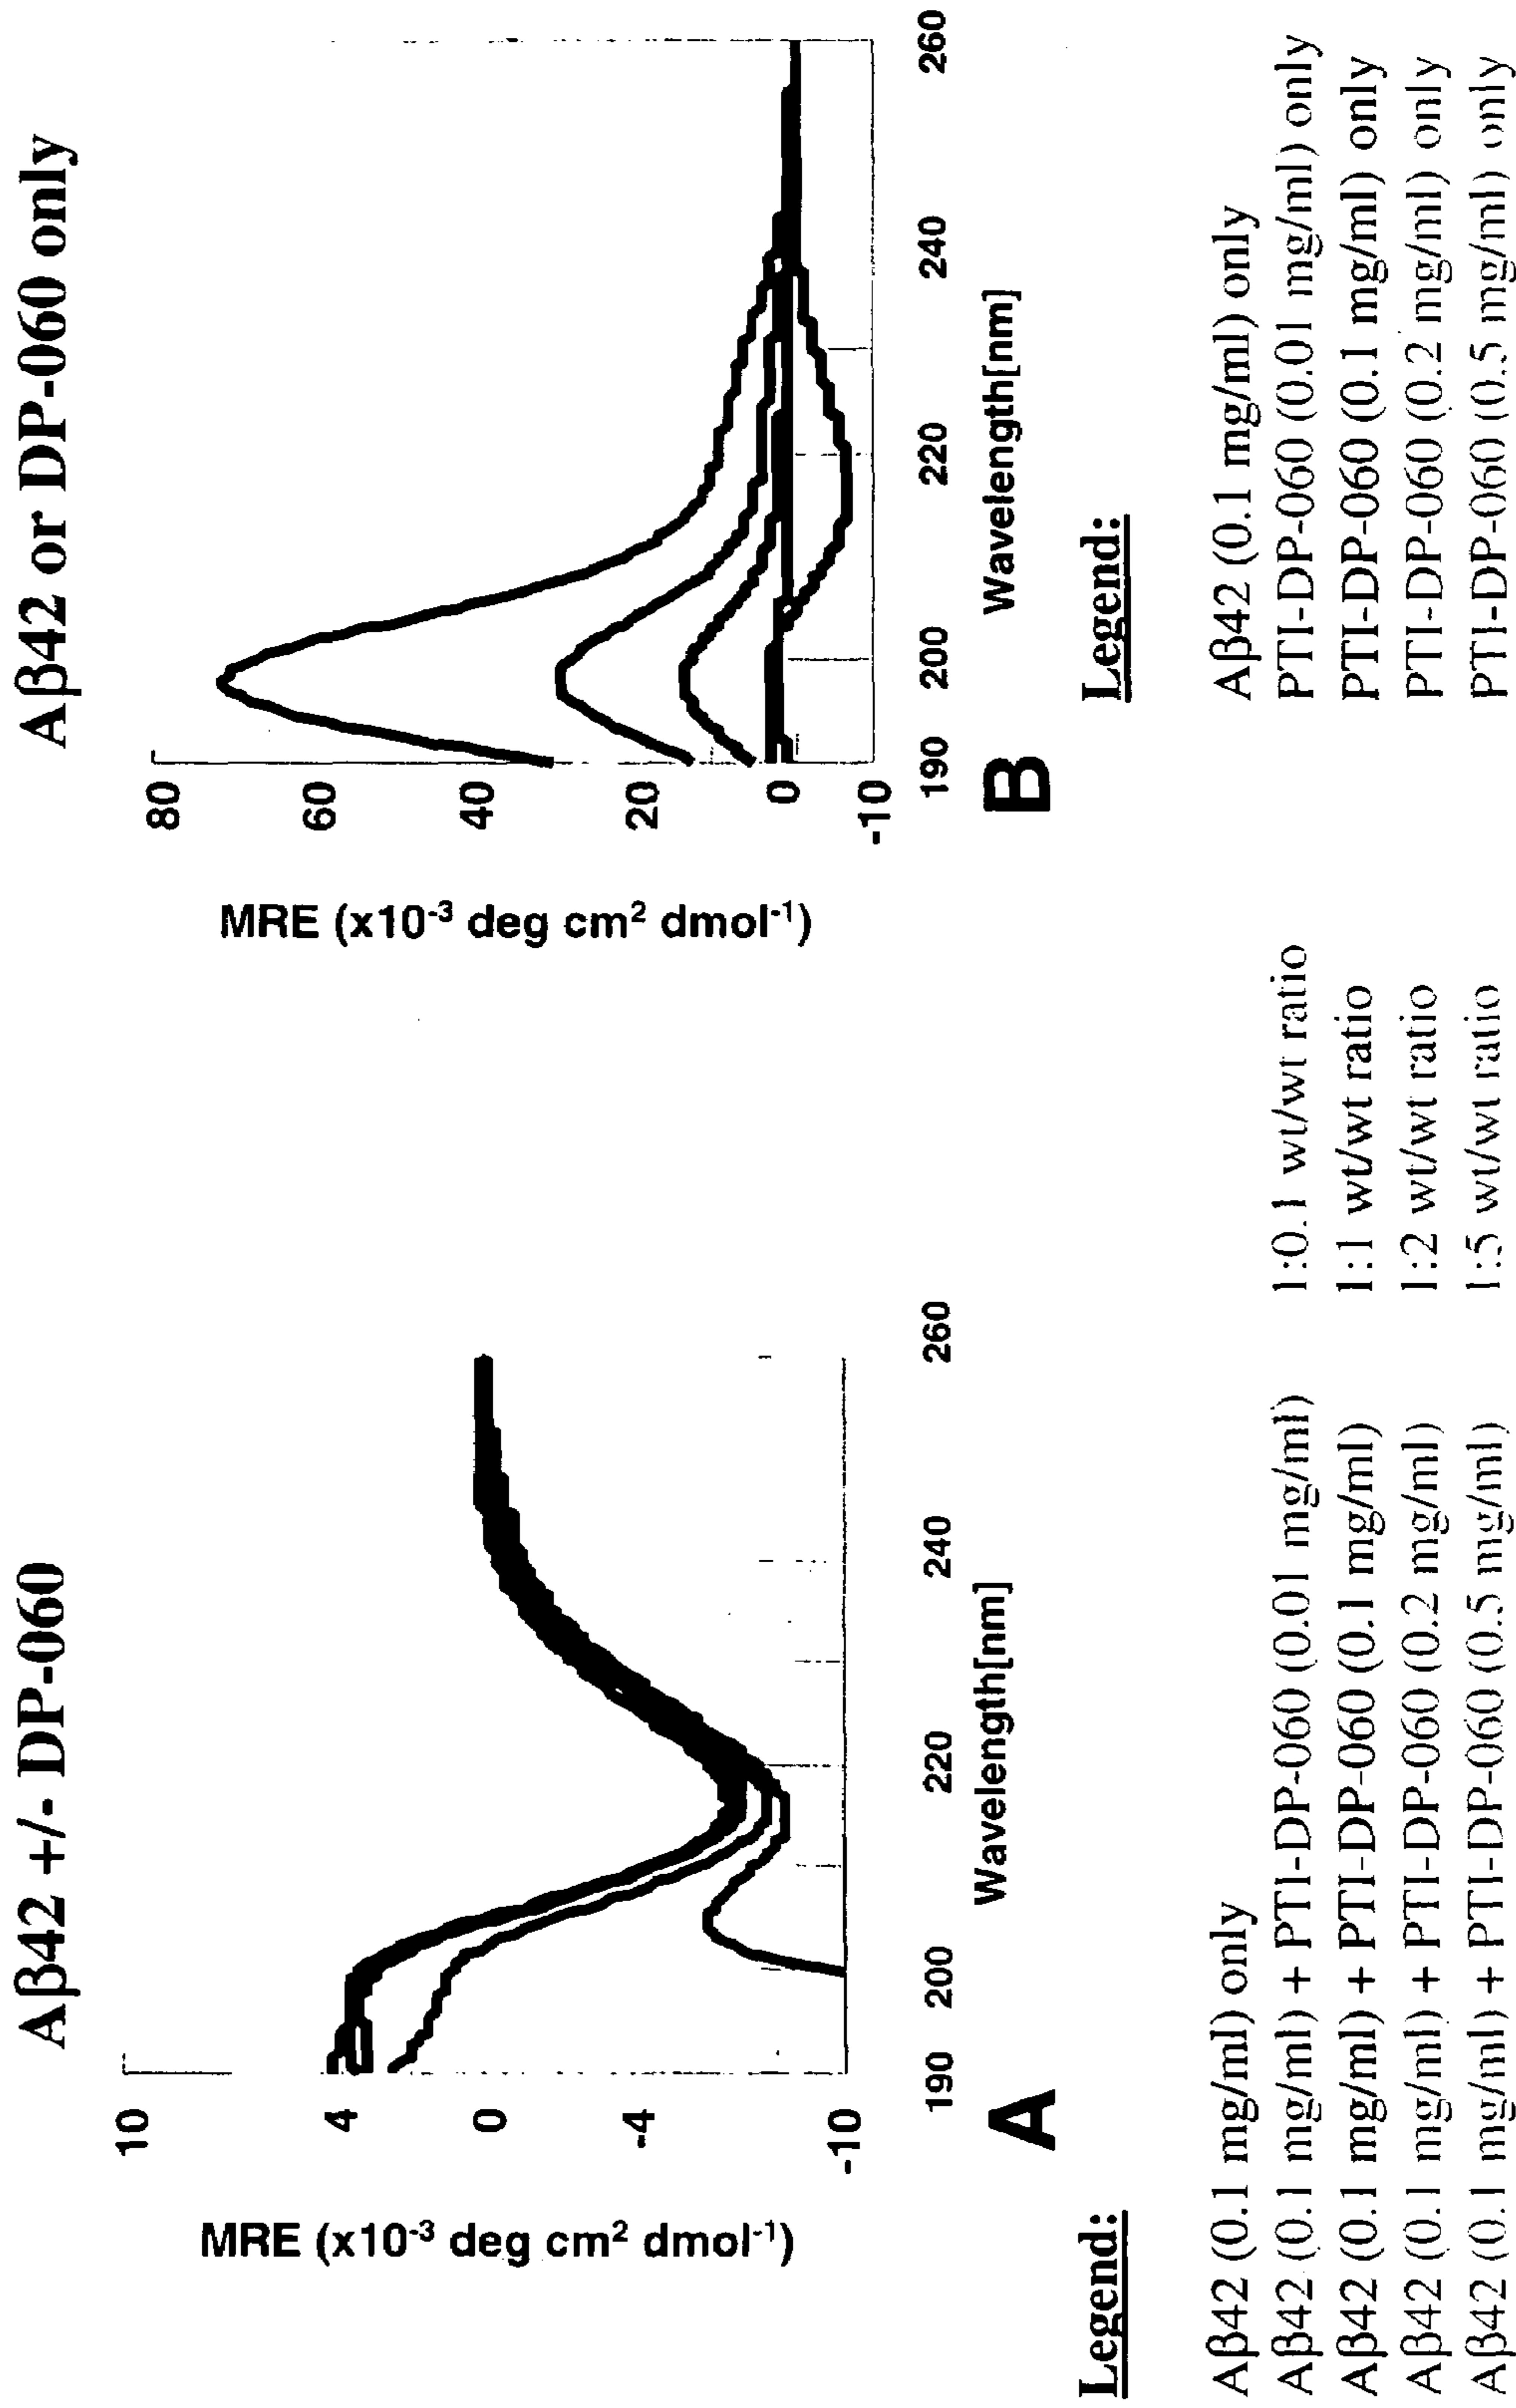 Aβ42 +/- DP-060
MRE (x10⁻³ deg cm² dmol⁻¹)
10
4
0
-4
-10
190
200
220
240
260
Wavelength[nm]
A
Legend:
Aβ42 (0.1 mg/ml) only
Aβ42 (0.1 mg/ml) + PTI-DP-060 (0.01 mg/ml) 1:0.1 wt/wt ratio
Aβ42 (0.1 mg/ml) + PTI-DP-060 (0.1 mg/ml) 1:1 wt/wt ratio
Aβ42 (0.1 mg/ml) + PTI-DP-060 (0.2 mg/ml) 1:2 wt/wt ratio
Aβ42 (0.1 mg/ml) + PTI-DP-060 (0.5 mg/ml) 1:5 wt/wt ratio
Aβ42 or DP-060 only
MRE (x10⁻³ deg cm² dmol⁻¹)
80
60
40
20
0
-10
190
200
220
240
260
Wavelength[nm]
B
Legend:
Aβ42 (0.1 mg/ml) only
PTI-DP-060 (0.01 mg/ml) only
PTI-DP-060 (0.1 mg/ml) only
PTI-DP-060 (0.2 mg/ml) only
PTI-DP-060 (0.5 mg/ml) only